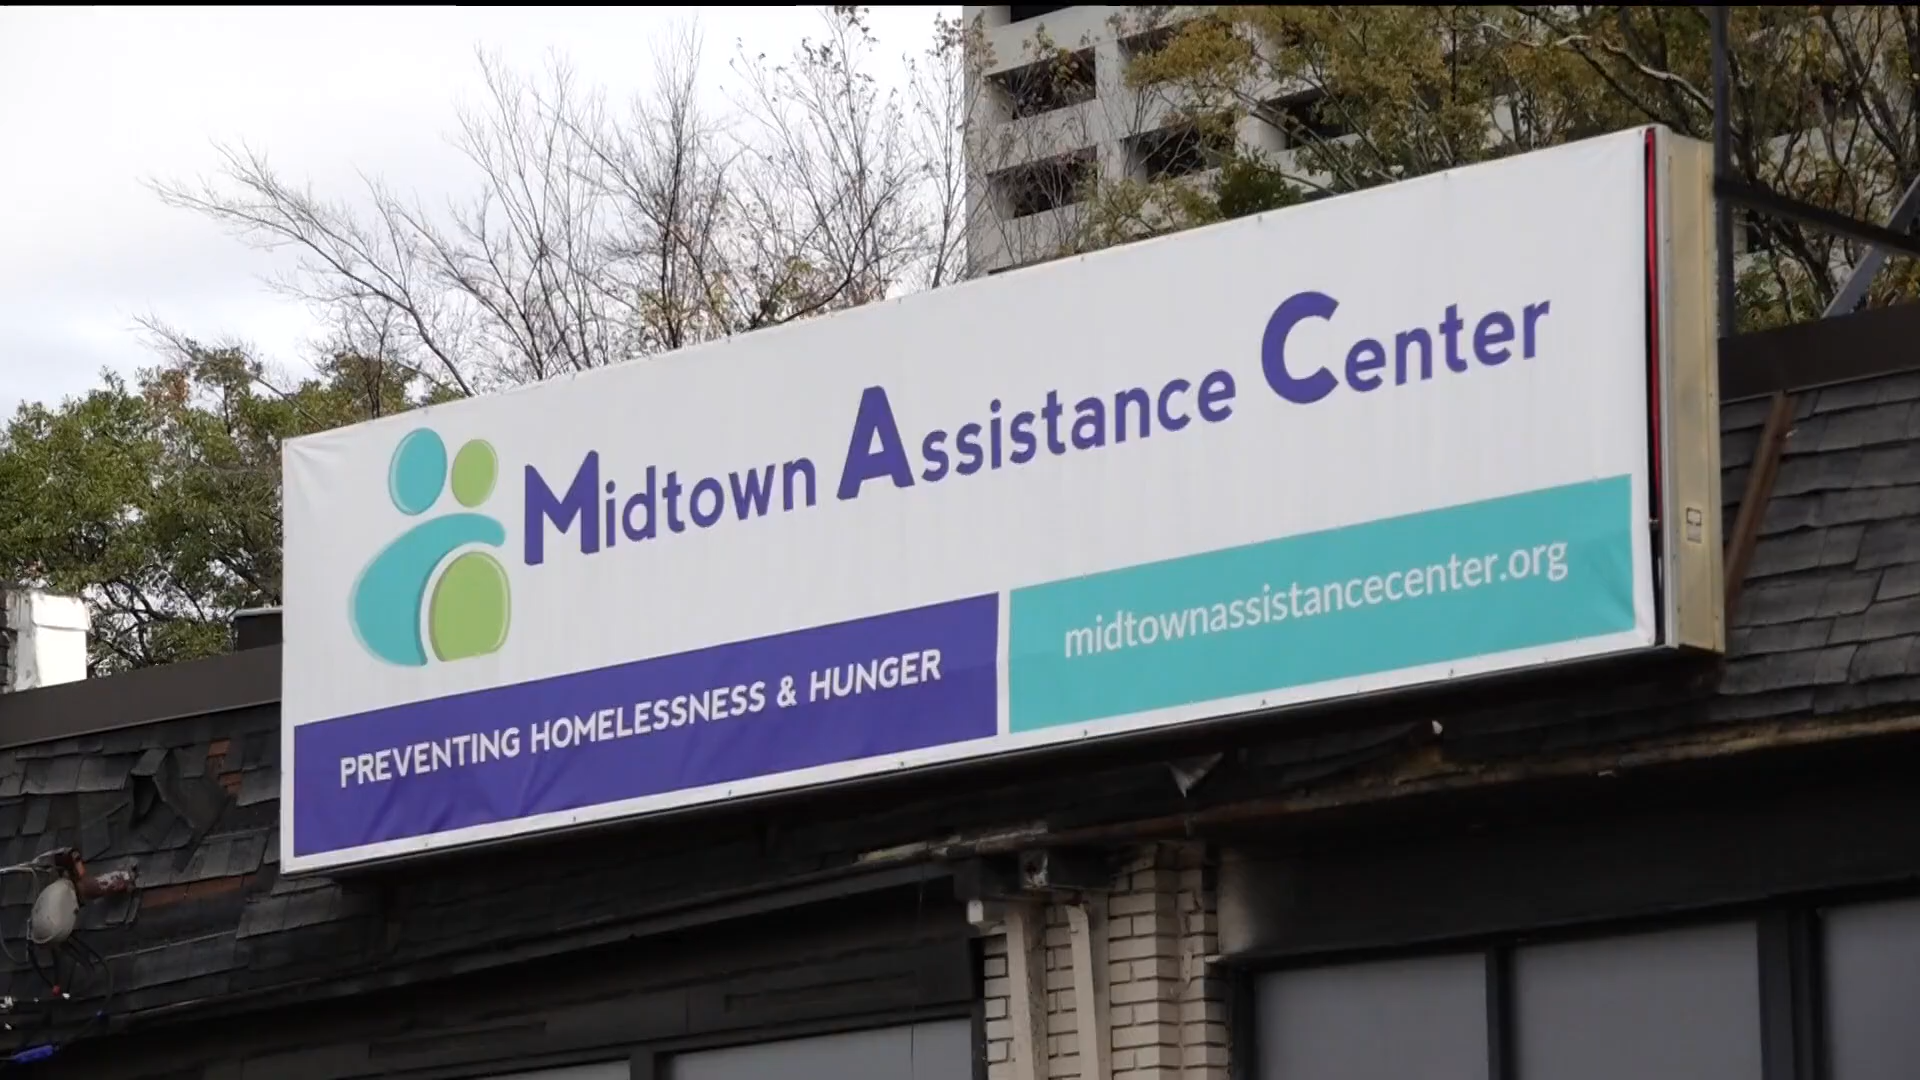 Midtown Assistance Center
PREVENTING HOMELESSNESS & HUNGER
midtownassistancecenter.org